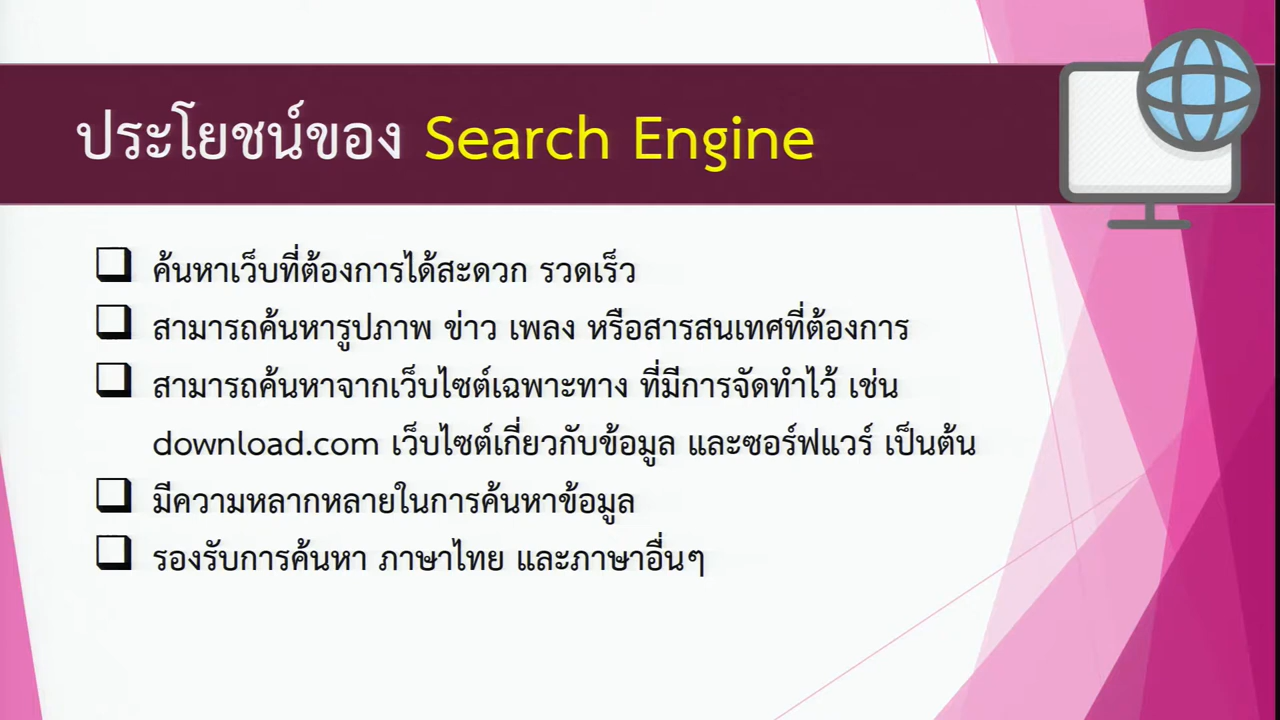 ประโยชน์ของ Search Engine
ค้นหาเว็บที่ต้องการได้สะดวก รวดเร็ว
สามารถค้นหารูปภาพ ข่าว เพลง หรือสารสนเทศที่ต้องการ
สามารถค้นหาจากเว็บไซต์เฉพาะทาง ที่มีการจัดทำไว้ เช่น
download.com เว็บไซต์เกี่ยวกับข้อมูล และซอร์ฟแวร์ เป็นต้น
มีความหลากหลายในการค้นหาข้อมูล
รองรับการค้นหา ภาษาไทย และภาษาอื่นๆ